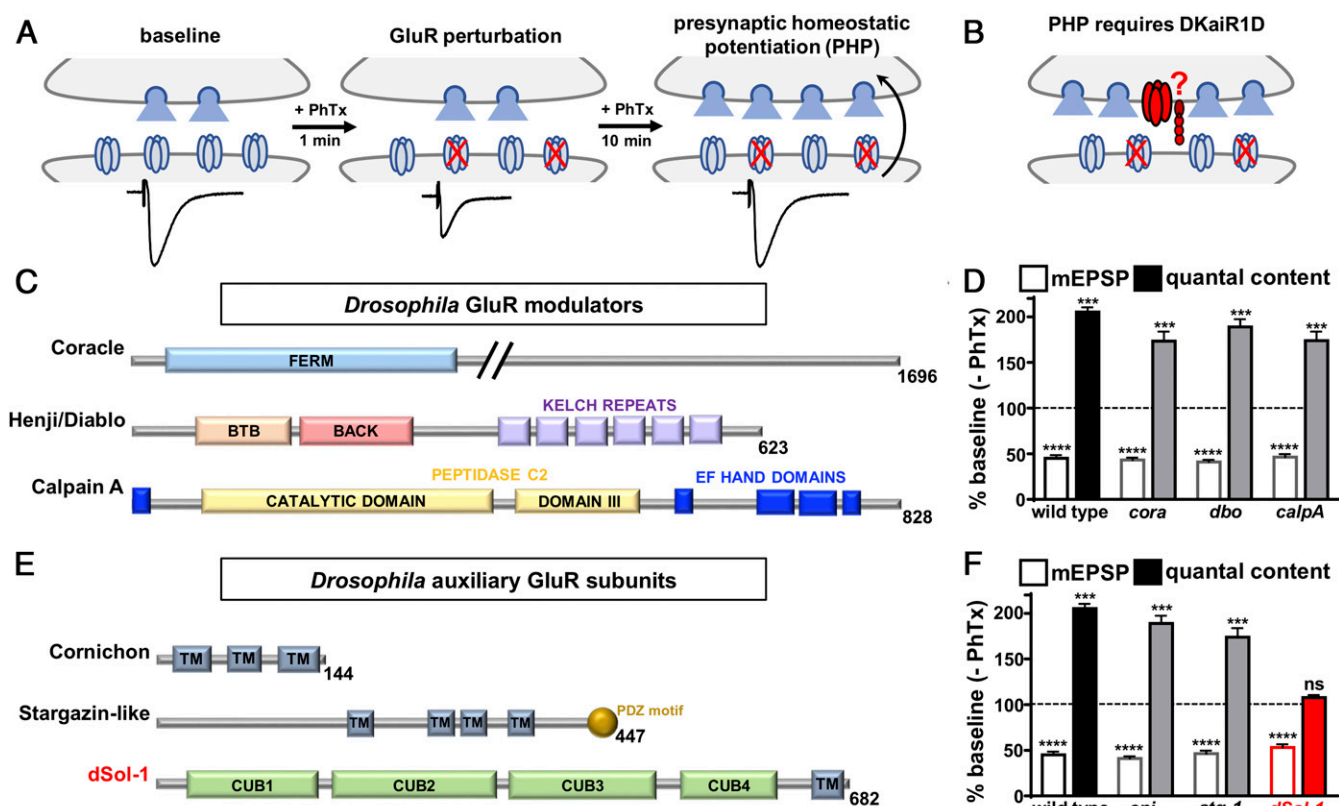 A
baseline
+ PhTx
1 min
GluR perturbation
+ PhTx
10 min
presynaptic homeostatic
potentiation (PHP)
B
PHP requires DKaiR1D
?
C
Drosophila GluR modulators
Coracle
FERM
1696
Henji/Diablo
BTB
BACK
KELCH REPEATS
623
Calpain A
PEPTIDASE C2
CATALYTIC DOMAIN
DOMAIN III
EF HAND DOMAINS
828
D
mEPSP
quantal content
% baseline (- PhTx)
200
150
100
50
0
****
***
****
***
****
***
****
***
wild type
cora
dbo
calpA
E
Drosophila auxiliary GluR subunits
Cornichon
TM
TM
TM
144
Stargazin-like
TM
TM
TM
TM
PDZ motif
447
dSol-1
CUB1
CUB2
CUB3
CUB4
TM
682
F
mEPSP
quantal content
% baseline (- PhTx)
200
150
100
50
0
****
***
****
***
****
***
****
ns
wild type